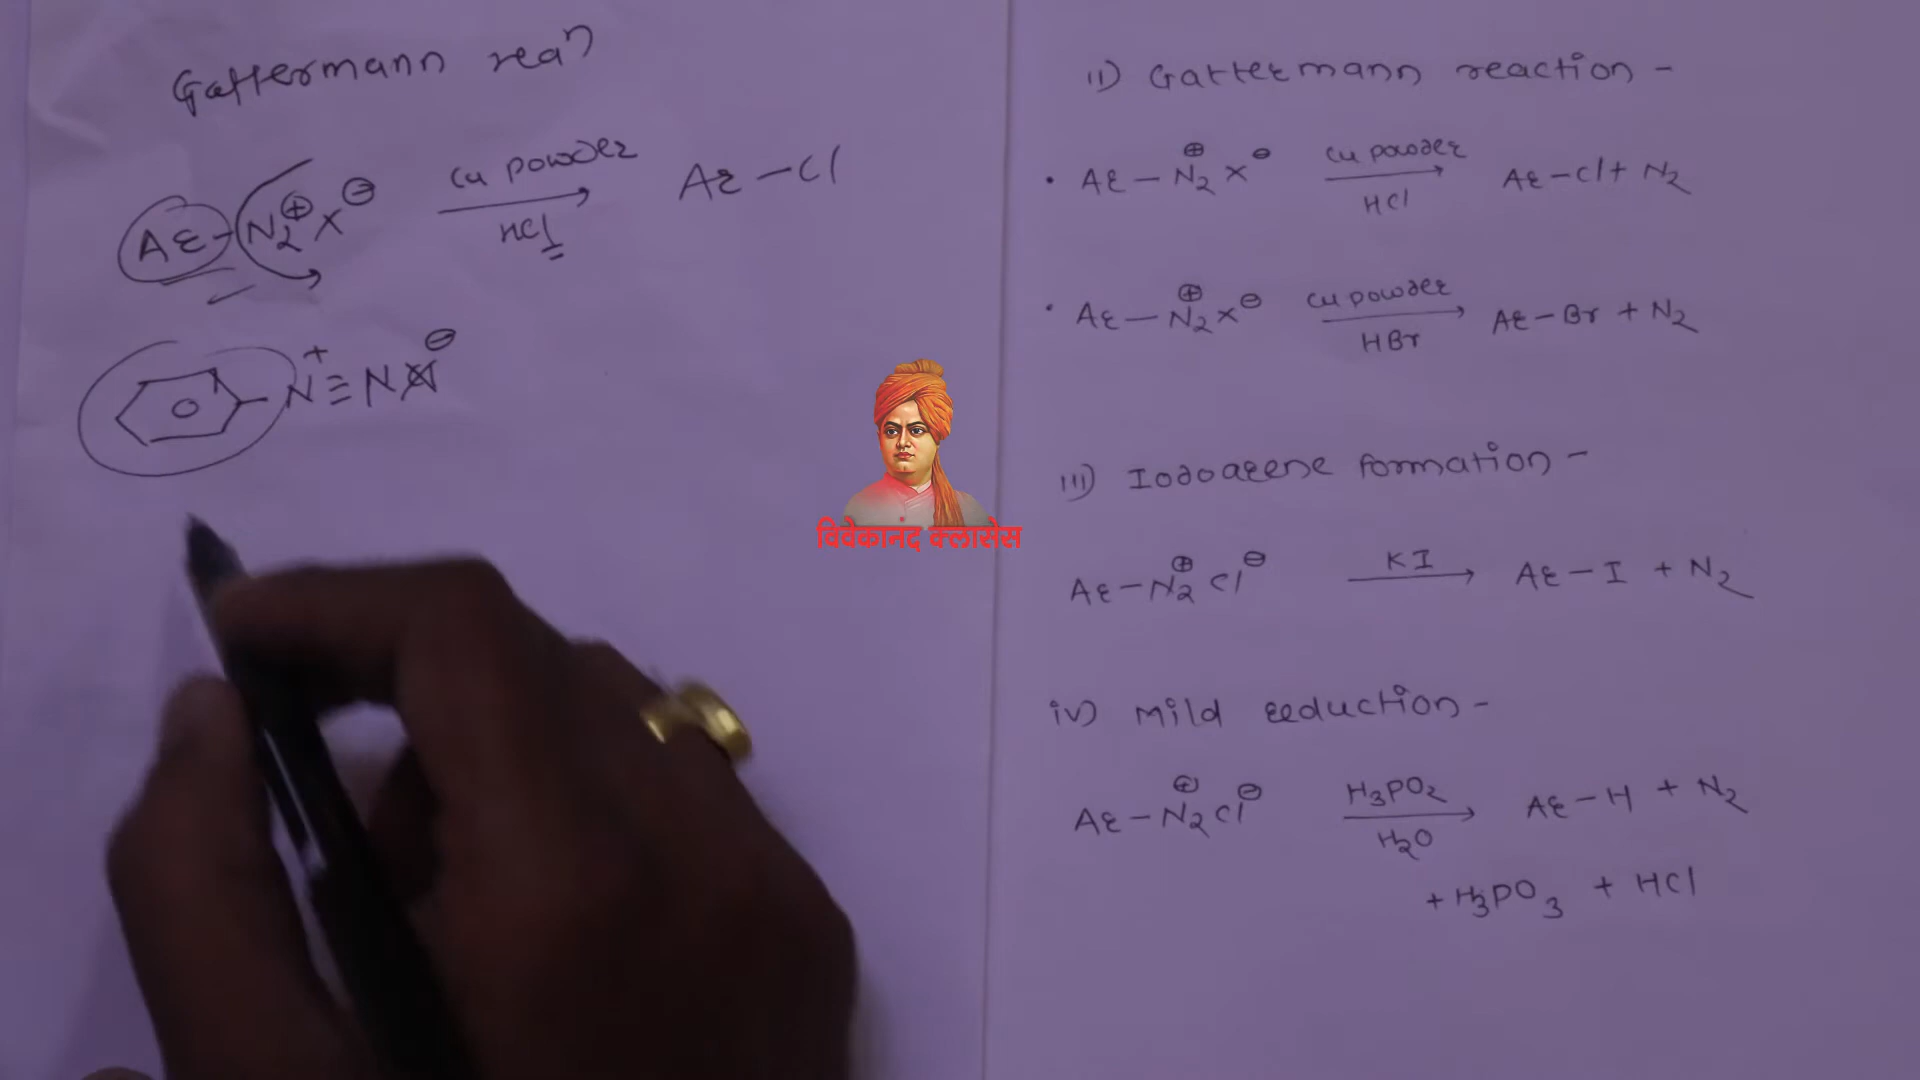 Gattermann rea^n
Ar-N2⊕X⊖ Cu powder HCl Ar-Cl
N+≡NX⊖
विवेकानंद क्लासेस
ii) Gattermann reaction -
• Ar-N2⊕X⊖ Cu powder HCl Ar-Cl + N2
• Ar-N2⊕X⊖ Cu powder HBr Ar-Br + N2
iii) Iodoarene formation -
Ar-N2⊕Cl⊖ KI Ar-I + N2
iv) Mild reduction -
Ar-N2⊕Cl⊖ H3PO2 H2O Ar-H + N2
+ H3PO3 + HCl